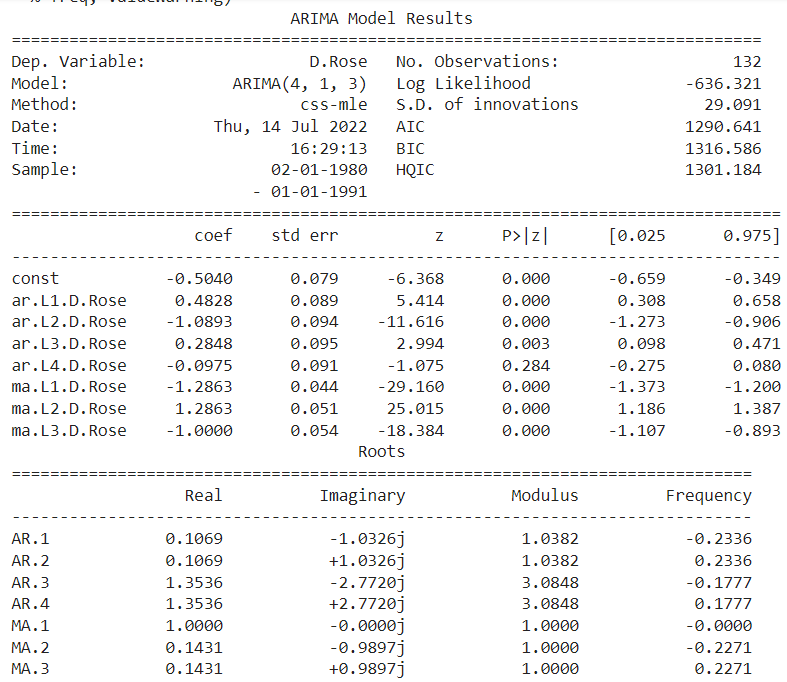 ARIMA Model Results
==============================================================================
Dep. Variable: D.Rose No. Observations: 132
Model: ARIMA(4, 1, 3) Log Likelihood -636.321
Method: css-mle S.D. of innovations 29.091
Date: Thu, 14 Jul 2022 AIC 1290.641
Time: 16:29:13 BIC 1316.586
Sample: 02-01-1980 HQIC 1301.184
- 01-01-1991
================================================================================
coef std err z P>|z| [0.025 0.975]
--------------------------------------------------------------------------------
const -0.5040 0.079 -6.368 0.000 -0.659 -0.349
ar.L1.D.Rose 0.4828 0.089 5.414 0.000 0.308 0.658
ar.L2.D.Rose -1.0893 0.094 -11.616 0.000 -1.273 -0.906
ar.L3.D.Rose 0.2848 0.095 2.994 0.003 0.098 0.471
ar.L4.D.Rose -0.0975 0.091 -1.075 0.284 -0.275 0.080
ma.L1.D.Rose -1.2863 0.044 -29.160 0.000 -1.373 -1.200
ma.L2.D.Rose 1.2863 0.051 25.015 0.000 1.186 1.387
ma.L3.D.Rose -1.0000 0.054 -18.384 0.000 -1.107 -0.893
Roots
=============================================================================
Real Imaginary Modulus Frequency
-----------------------------------------------------------------------------
AR.1 0.1069 -1.0326j 1.0382 -0.2336
AR.2 0.1069 +1.0326j 1.0382 0.2336
AR.3 1.3536 -2.7720j 3.0848 -0.1777
AR.4 1.3536 +2.7720j 3.0848 0.1777
MA.1 1.0000 -0.0000j 1.0000 -0.0000
MA.2 0.1431 -0.9897j 1.0000 -0.2271
MA.3 0.1431 +0.9897j 1.0000 0.2271